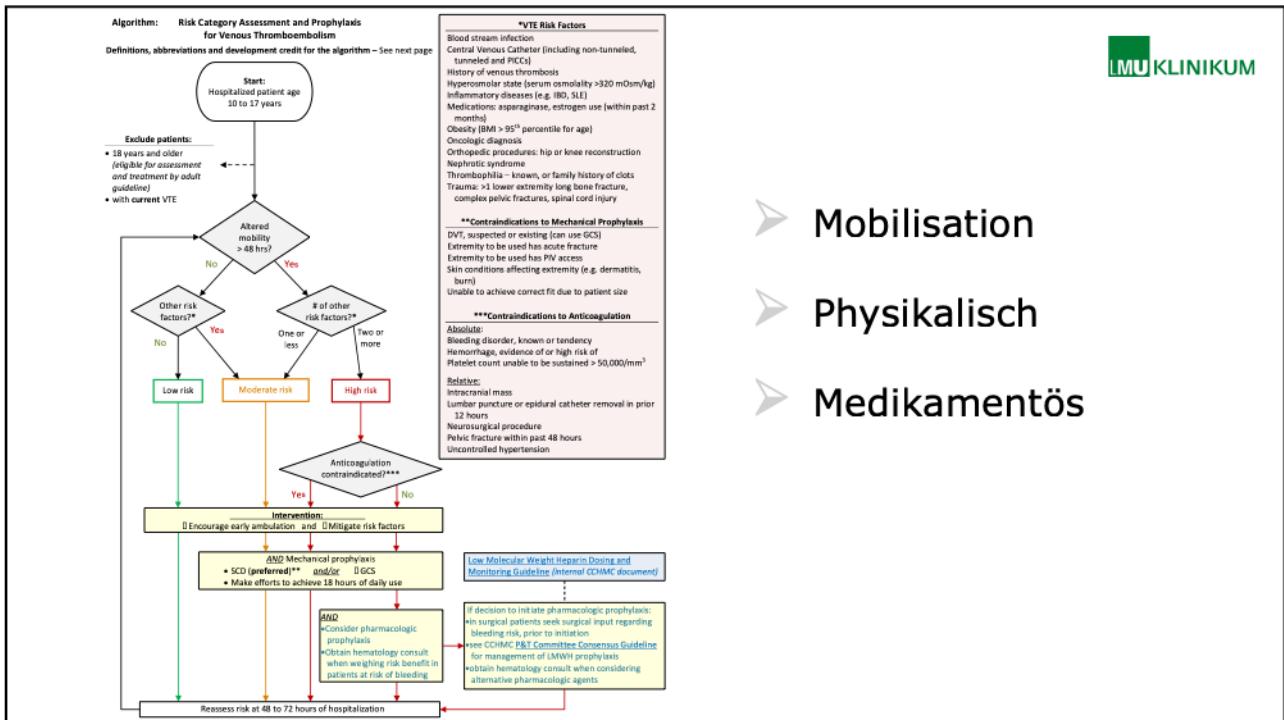 Algorithm: Risk Category Assessment and Prophylaxis
for Venous Thromboembolism
Definitions, abbreviations and development credit for the algorithm – See next page
Start:
Hospitalized patient age
10 to 17 years
Exclude patients:
• 18 years and older
(eligible for assessment
and treatment by adult
guideline)
• with current VTE
Altered
mobility
> 48 hrs?
No
Yes
Other risk
factors?*
# of other
risk factors?*
No
Yes
One or
less
Two or
more
Low risk
Moderate risk
High risk
Anticoagulation
contraindicated?***
Yes
No
Intervention:
▯ Encourage early ambulation and ▯ Mitigate risk factors
AND Mechanical prophylaxis
• SCD (preferred)** and/or ▯ GCS
• Make efforts to achieve 18 hours of daily use
AND
•Consider pharmacologic
prophylaxis
•Obtain hematology consult
when weighing risk benefit in
patients at risk of bleeding
Low Molecular Weight Heparin Dosing and
Monitoring Guideline (internal CCHMC document)
If decision to initiate pharmacologic prophylaxis:
•in surgical patients seek surgical input regarding
bleeding risk, prior to initiation
•see CCHMC P&T Committee Consensus Guideline
for management of LMWH prophylaxis
•obtain hematology consult when considering
alternative pharmacologic agents
Reassess risk at 48 to 72 hours of hospitalization
*VTE Risk Factors
Blood stream infection
Central Venous Catheter (including non-tunneled,
tunneled and PICCs)
History of venous thrombosis
Hyperosmolar state (serum osmolality >320 mOsm/kg)
Inflammatory diseases (e.g. IBD, SLE)
Medications: asparaginase, estrogen use (within past 2
months)
Obesity (BMI > 95th percentile for age)
Oncologic diagnosis
Orthopedic procedures: hip or knee reconstruction
Nephrotic syndrome
Thrombophilia – known, or family history of clots
Trauma: >1 lower extremity long bone fracture,
complex pelvic fractures, spinal cord injury
**Contraindications to Mechanical Prophylaxis
DVT, suspected or existing (can use GCS)
Extremity to be used has acute fracture
Extremity to be used has PIV access
Skin conditions affecting extremity (e.g. dermatitis,
burn)
Unable to achieve correct fit due to patient size
***Contraindications to Anticoagulation
Absolute:
Bleeding disorder, known or tendency
Hemorrhage, evidence of or high risk of
Platelet count unable to be sustained > 50,000/mm3
Relative:
Intracranial mass
Lumbar puncture or epidural catheter removal in prior
12 hours
Neurosurgical procedure
Pelvic fracture within past 48 hours
Uncontrolled hypertension
LMU KLINIKUM
Mobilisation
Physikalisch
Medikamentös